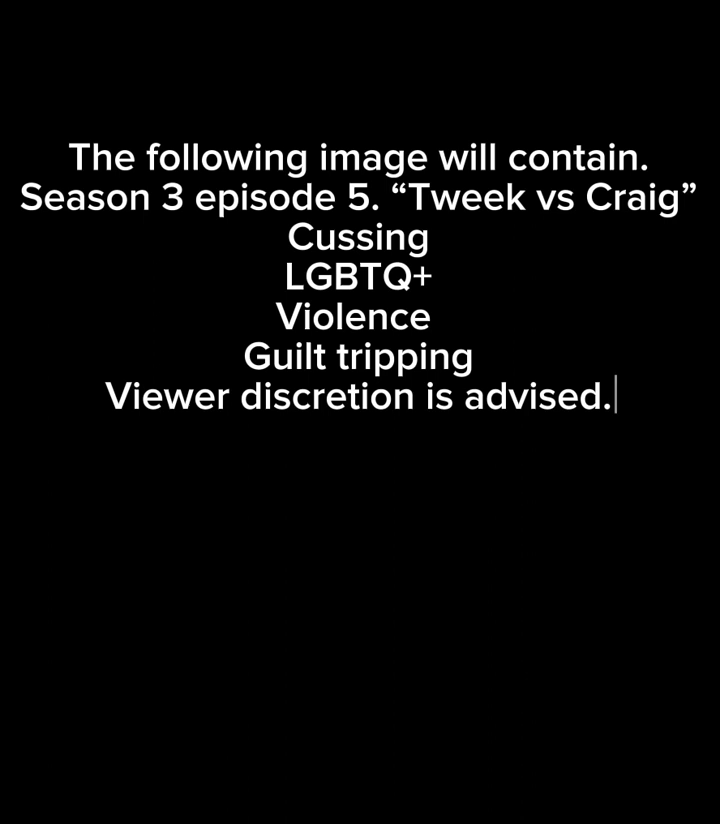 The following image will contain.
Season 3 episode 5. “Tweek vs Craig”
Cussing
LGBTQ+
Violence
Guilt tripping
Viewer discretion is advised.